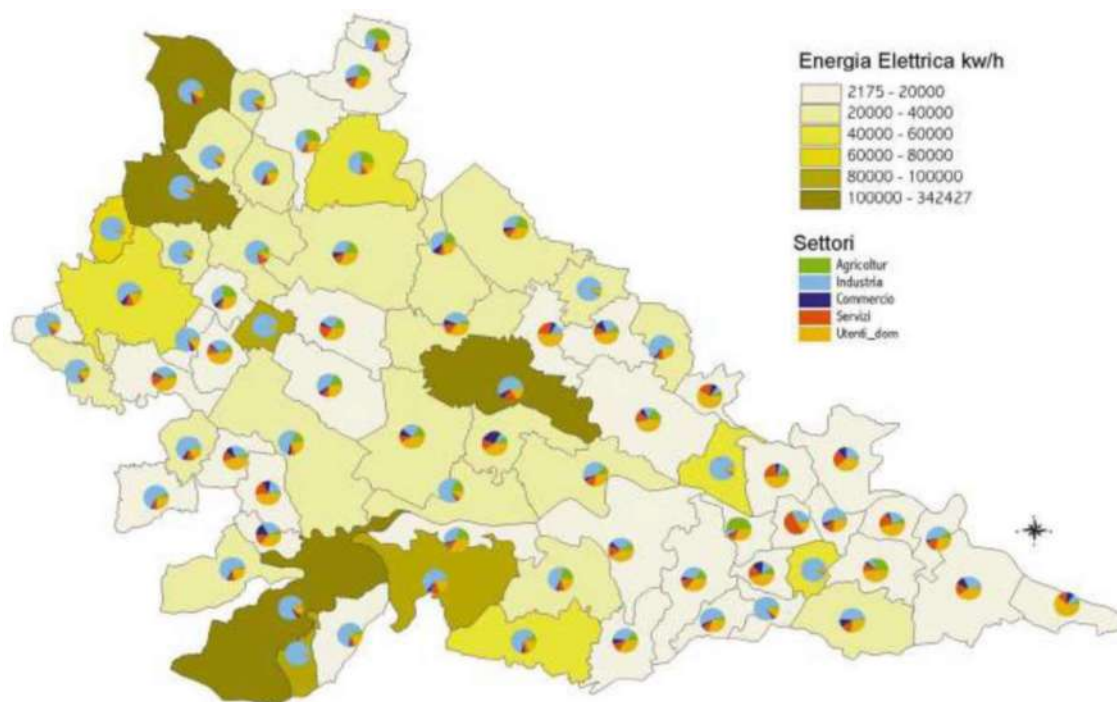 Energia Elettrica kw/h
2175 - 20000
20000 - 40000
40000 - 60000
60000 - 80000
80000 - 100000
100000 - 342427
Settori
Agricoltur
Industria
Commercio
Servizi
Utenti_dom